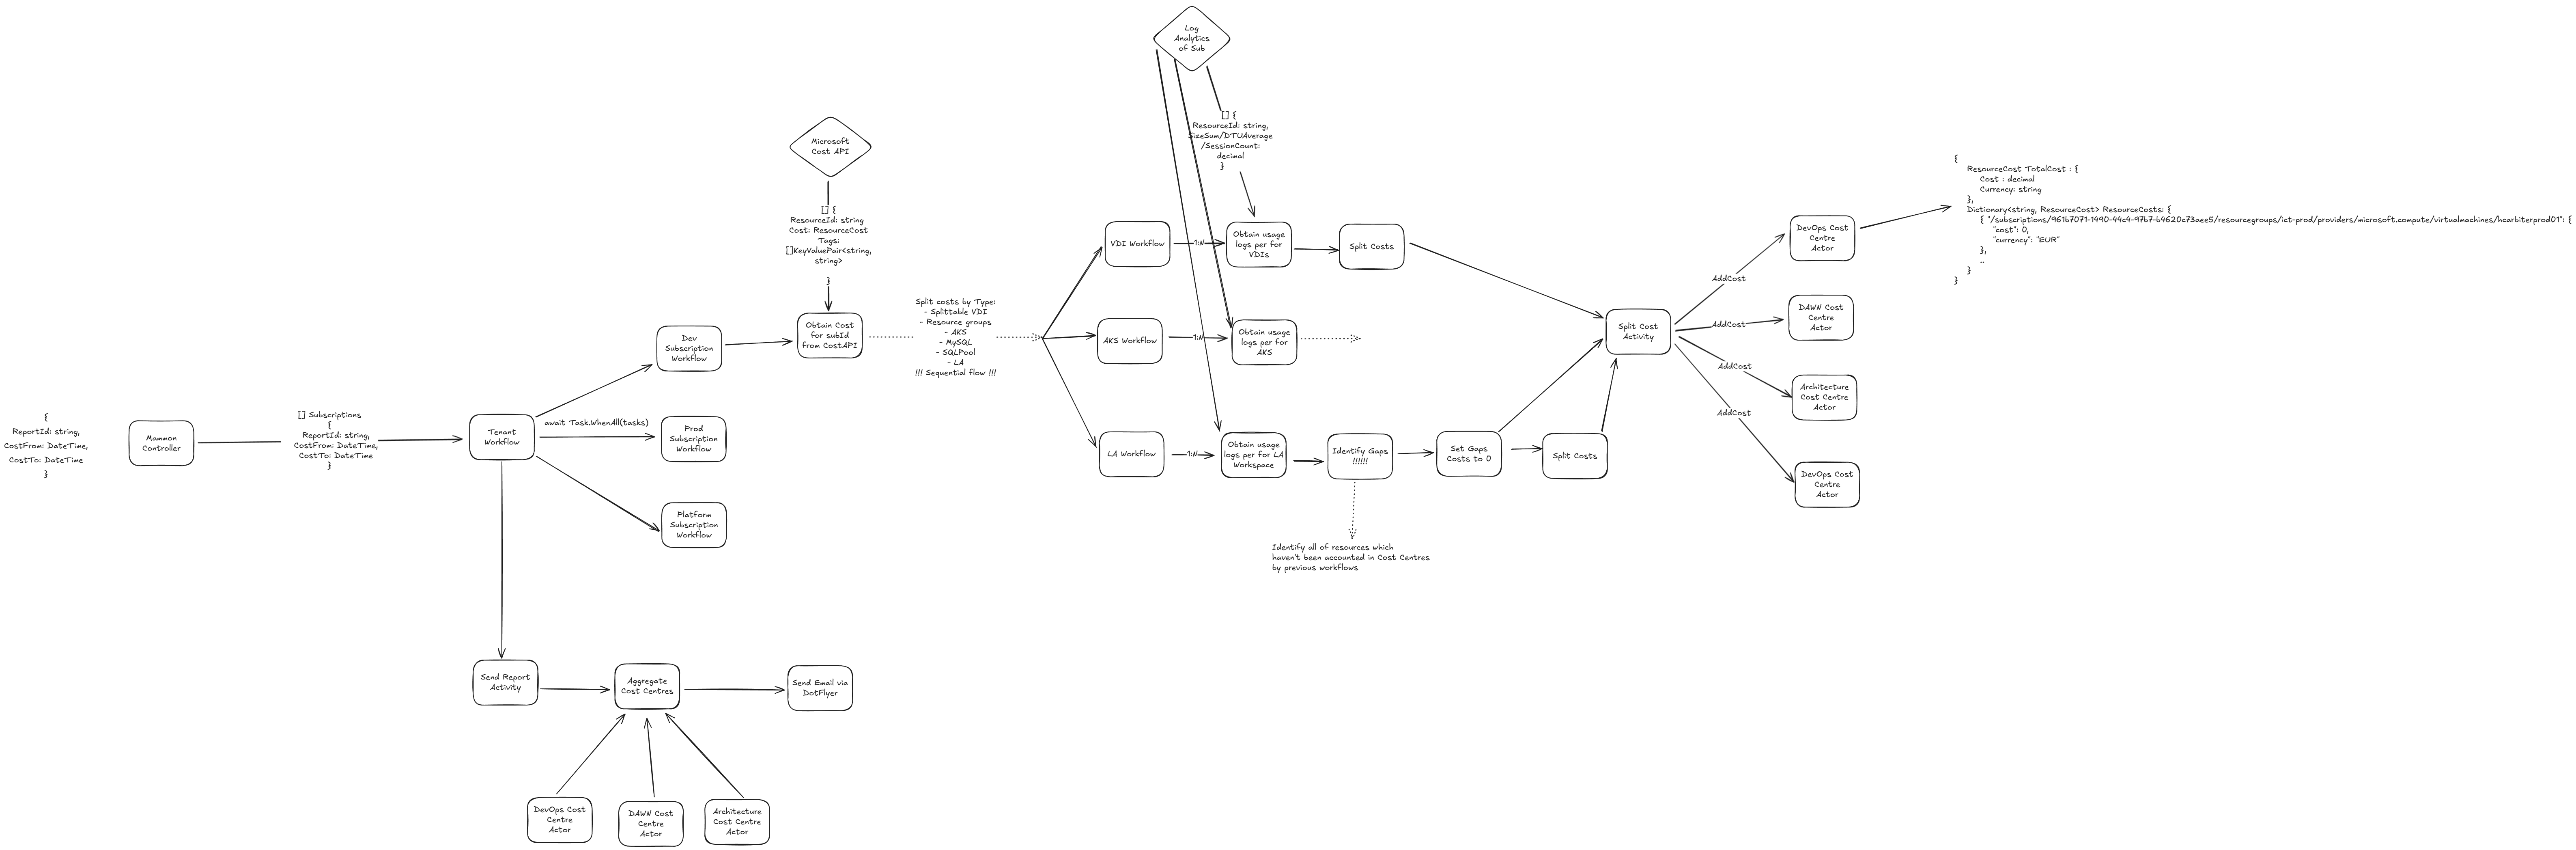 Log
Analytics
of Sub
[] {
ResourceId: string,
SizeSum/DTUAverage
/SessionCount:
decimal
}
Microsoft
Cost API
[] {
ResourceId: string
Cost: ResourceCost
Tags:
[]KeyValuePair<string,
string>
}
{
ResourceCost TotalCost : {
Cost : decimal
Currency: string
},
Dictionary<string, ResourceCost> ResourceCosts: {
{ "/subscriptions/961b7071-1490-44c4-97b7-b4620c73aee5/resourcegroups/ict-prod/providers/microsoft.compute/virtualmachines/hcarbiterprod01": {
"cost": 0,
"currency": "EUR"
},
..
}
}
VDI Workflow
1:N
Obtain usage
logs per for
VDIs
Split Costs
DevOps Cost
Centre
Actor
AddCost
Split costs by Type:
- Splittable VDI
- Resource groups
- AKS
- MySQL
- SQLPool
- LA
!!! Sequential flow !!!
Dev
Subscription
Workflow
Obtain Cost
for subId
from CostAPI
AKS Workflow
1:N
Obtain usage
logs per for
AKS
Split Cost
Activity
AddCost
DAWN Cost
Centre
Actor
AddCost
Architecture
Cost Centre
Actor
AddCost
DevOps Cost
Centre
Actor
{
ReportId: string,
CostFrom: DateTime,
CostTo: DateTime
}
Mammon
Controller
[] Subscriptions
{
ReportId: string,
CostFrom: DateTime,
CostTo: DateTime
}
Tenant
Workflow
await Task.WhenAll(tasks)
Prod
Subscription
Workflow
Platform
Subscription
Workflow
LA Workflow
1:N
Obtain usage
logs per for LA
Workspace
Identify Gaps
!!!!!!
Set Gaps
Costs to 0
Split Costs
Identify all of resources which
haven't been accounted in Cost Centres
by previous workflows
Send Report
Activity
Aggregate
Cost Centres
Send Email via
DotFlyer
DevOps Cost
Centre
Actor
DAWN Cost
Centre
Actor
Architecture
Cost Centre
Actor